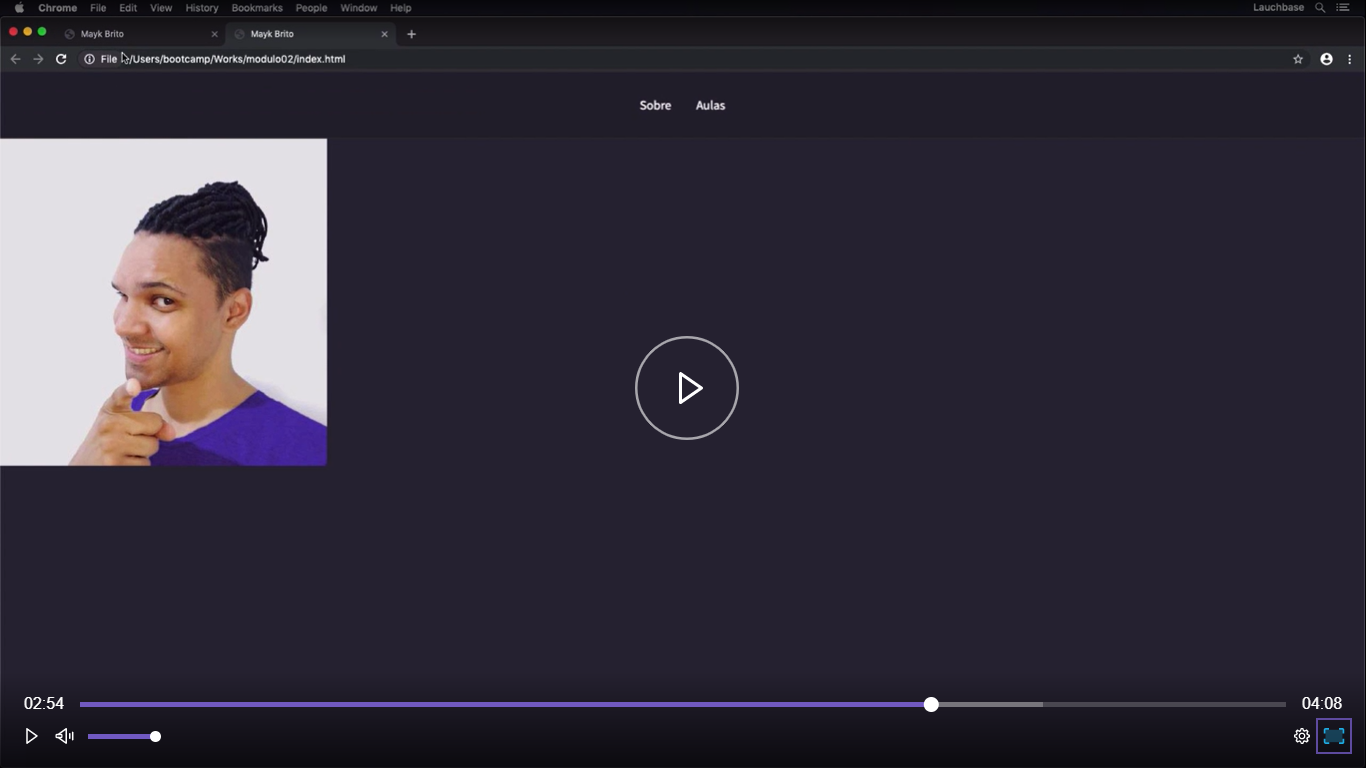 Chrome File Edit View History Bookmarks People Window Help Lauchbase
Mayk Brito Mayk Brito
File /Users/bootcamp/Works/modulo02/index.html
Sobre Aulas
02:54 04:08